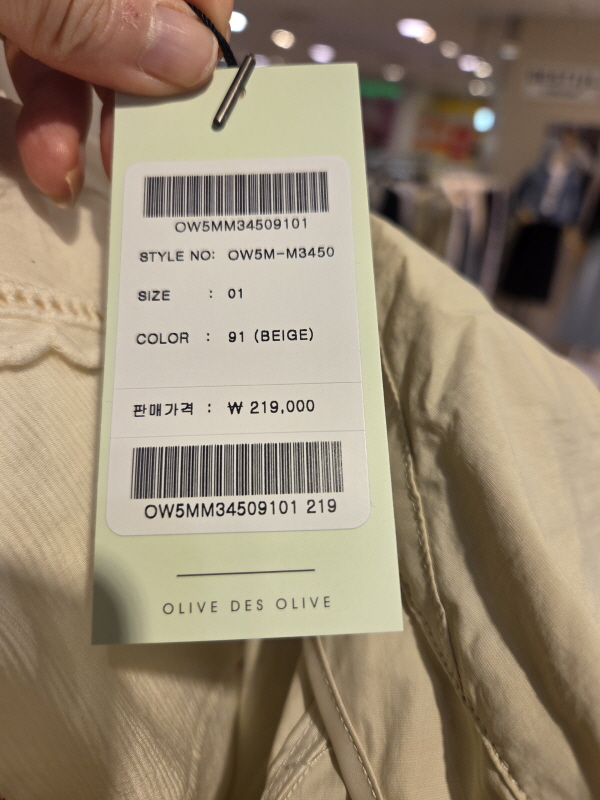 OW5MM34509101
STYLE NO: OW5M-M3450
SIZE : 01
COLOR : 91 (BEIGE)
판매가격 : ₩ 219,000
OW5MM34509101 219
OLIVE DES OLIVE